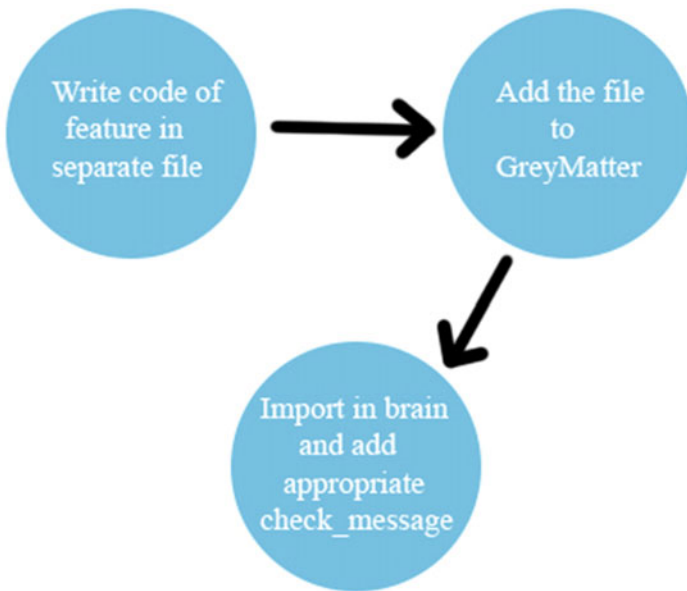 Write code of
feature in
separate file
Add the file
to
GreyMatter
Import in brain
and add
appropriate
check_message